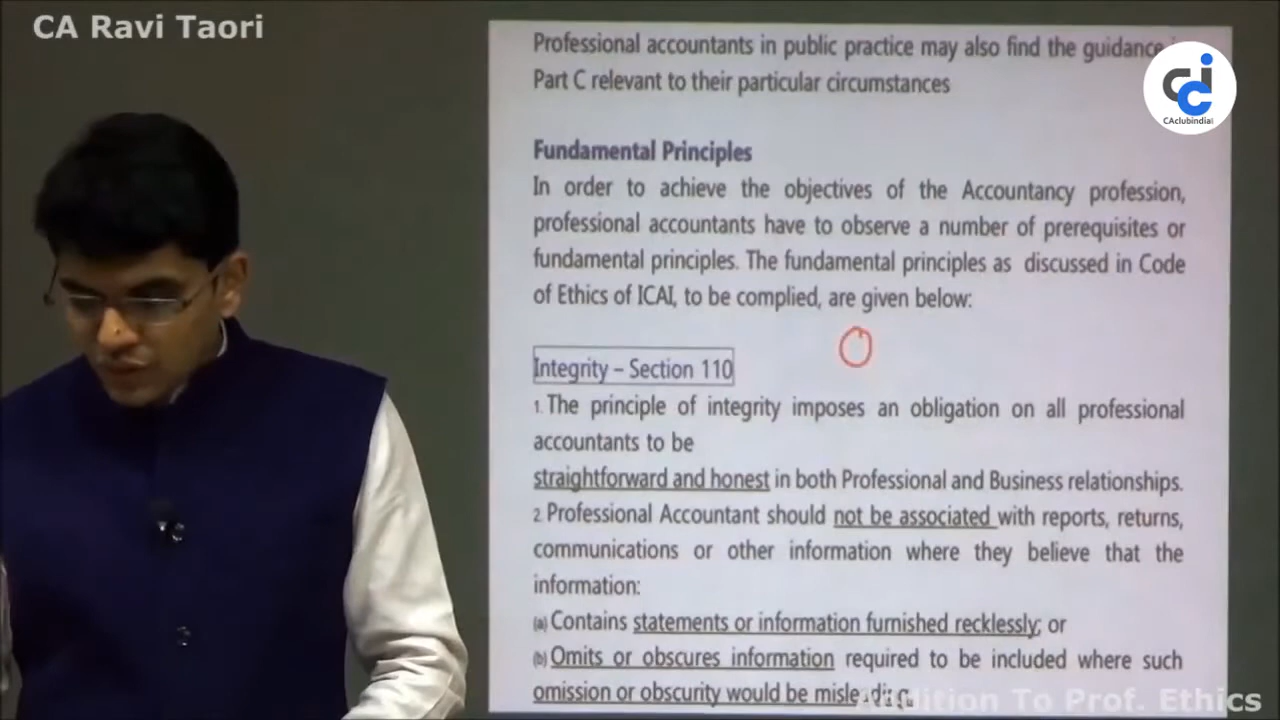 CA Ravi Taori
Professional accountants in public practice may also find the guidance
Part C relevant to their particular circumstances
CAclubindia
Fundamental Principles
In order to achieve the objectives of the Accountancy profession,
professional accountants have to observe a number of prerequisites or
fundamental principles. The fundamental principles as discussed in Code
of Ethics of ICAI, to be complied, are given below:
Integrity – Section 110
1. The principle of integrity imposes an obligation on all professional
accountants to be
straightforward and honest in both Professional and Business relationships.
2. Professional Accountant should not be associated with reports, returns,
communications or other information where they believe that the
information:
(a) Contains statements or information furnished recklessly; or
(b) Omits or obscures information required to be included where such
omission or obscurity would be misleading.
Addition To Prof. Ethics